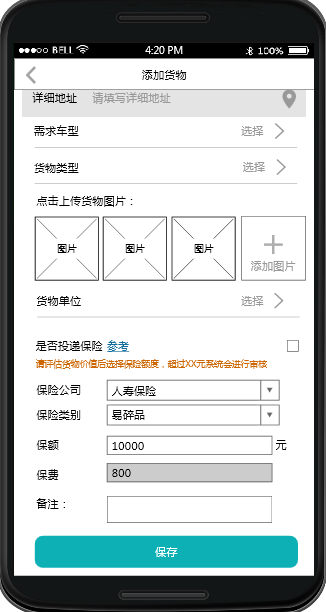 BELL 4:20 PM 100%
添加货物
详细地址 请填写详细地址
需求车型 选择
货物类型 选择
点击上传货物图片：
图片 图片 图片 添加图片
货物单位 选择
是否投递保险 参考
请评估货物价值后选择保险额度，超过XX元系统会进行审核
保险公司 人寿保险
保险类别 易碎品
保额 10000 元
保费 800
备注：
保存